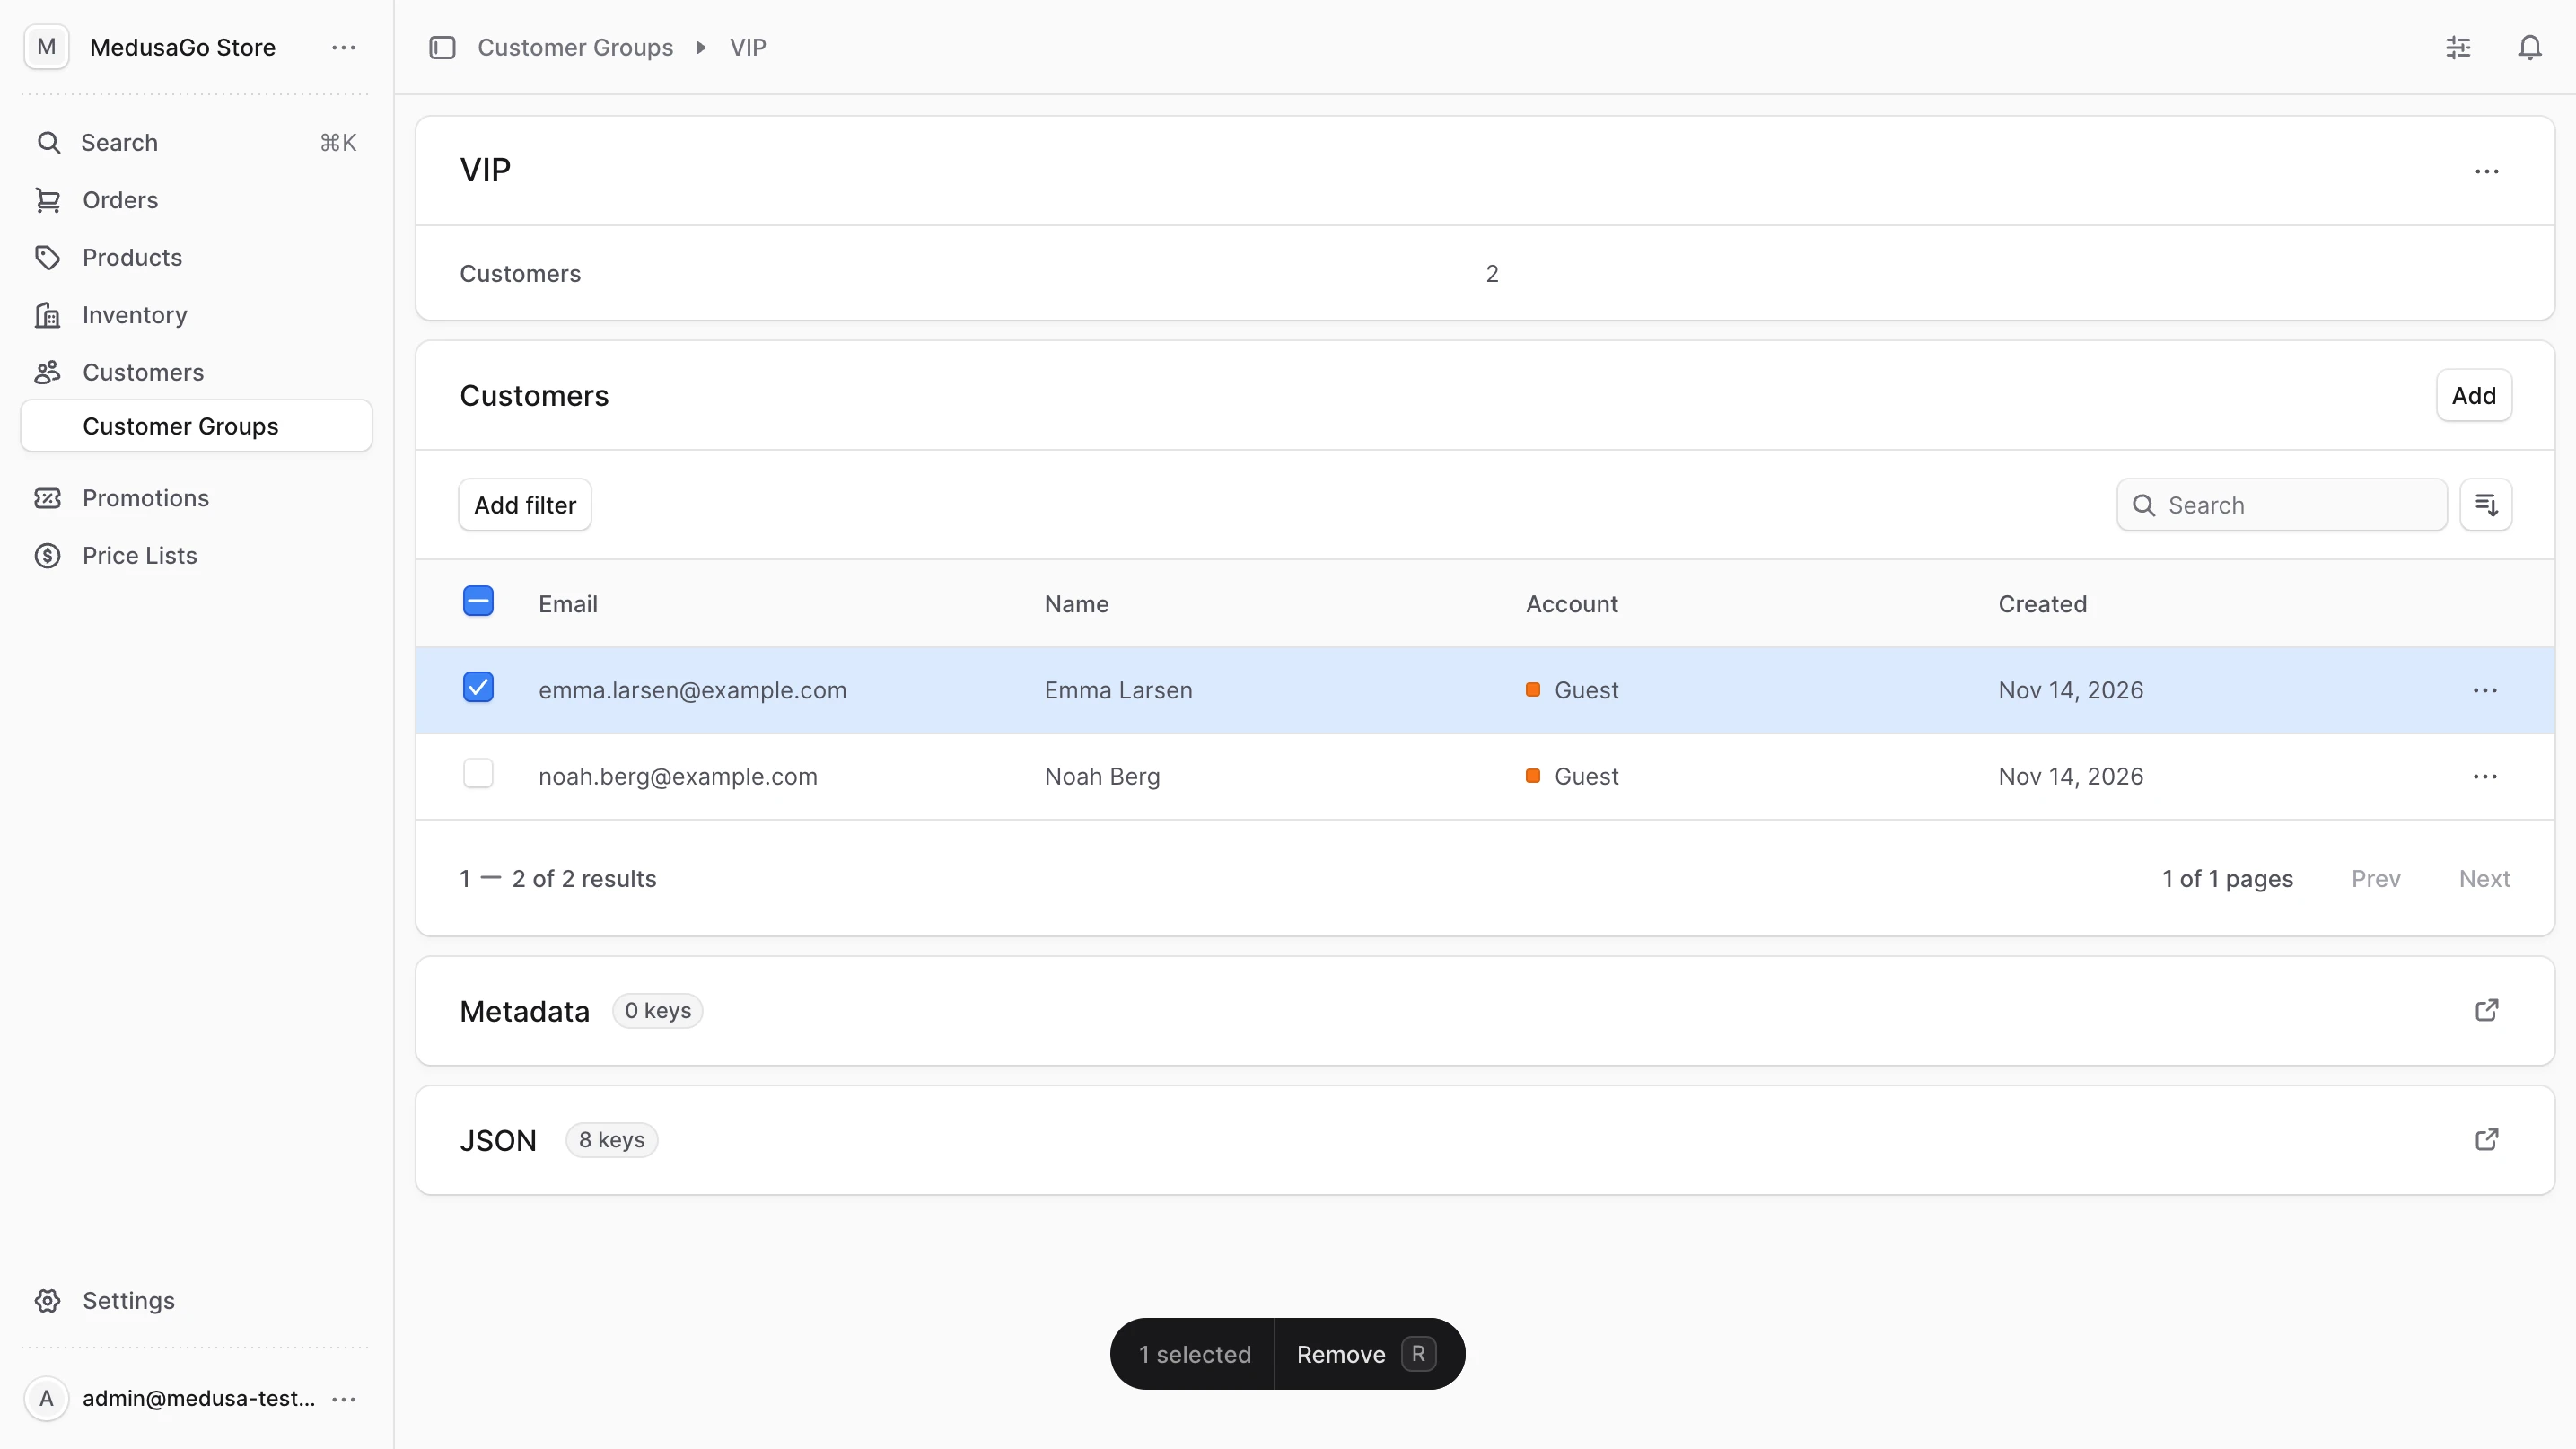 M MedusaGo Store
Customer Groups VIP
Search ⌘K
Orders
Products
Inventory
Customers
Customer Groups
Promotions
Price Lists
Settings
A admin@medusa-test...
VIP
Customers 2
Customers Add
Add filter Search
Email Name Account Created
emma.larsen@example.com Emma Larsen Guest Nov 14, 2026
noah.berg@example.com Noah Berg Guest Nov 14, 2026
1 — 2 of 2 results 1 of 1 pages Prev Next
Metadata 0 keys
JSON 8 keys
1 selected Remove R